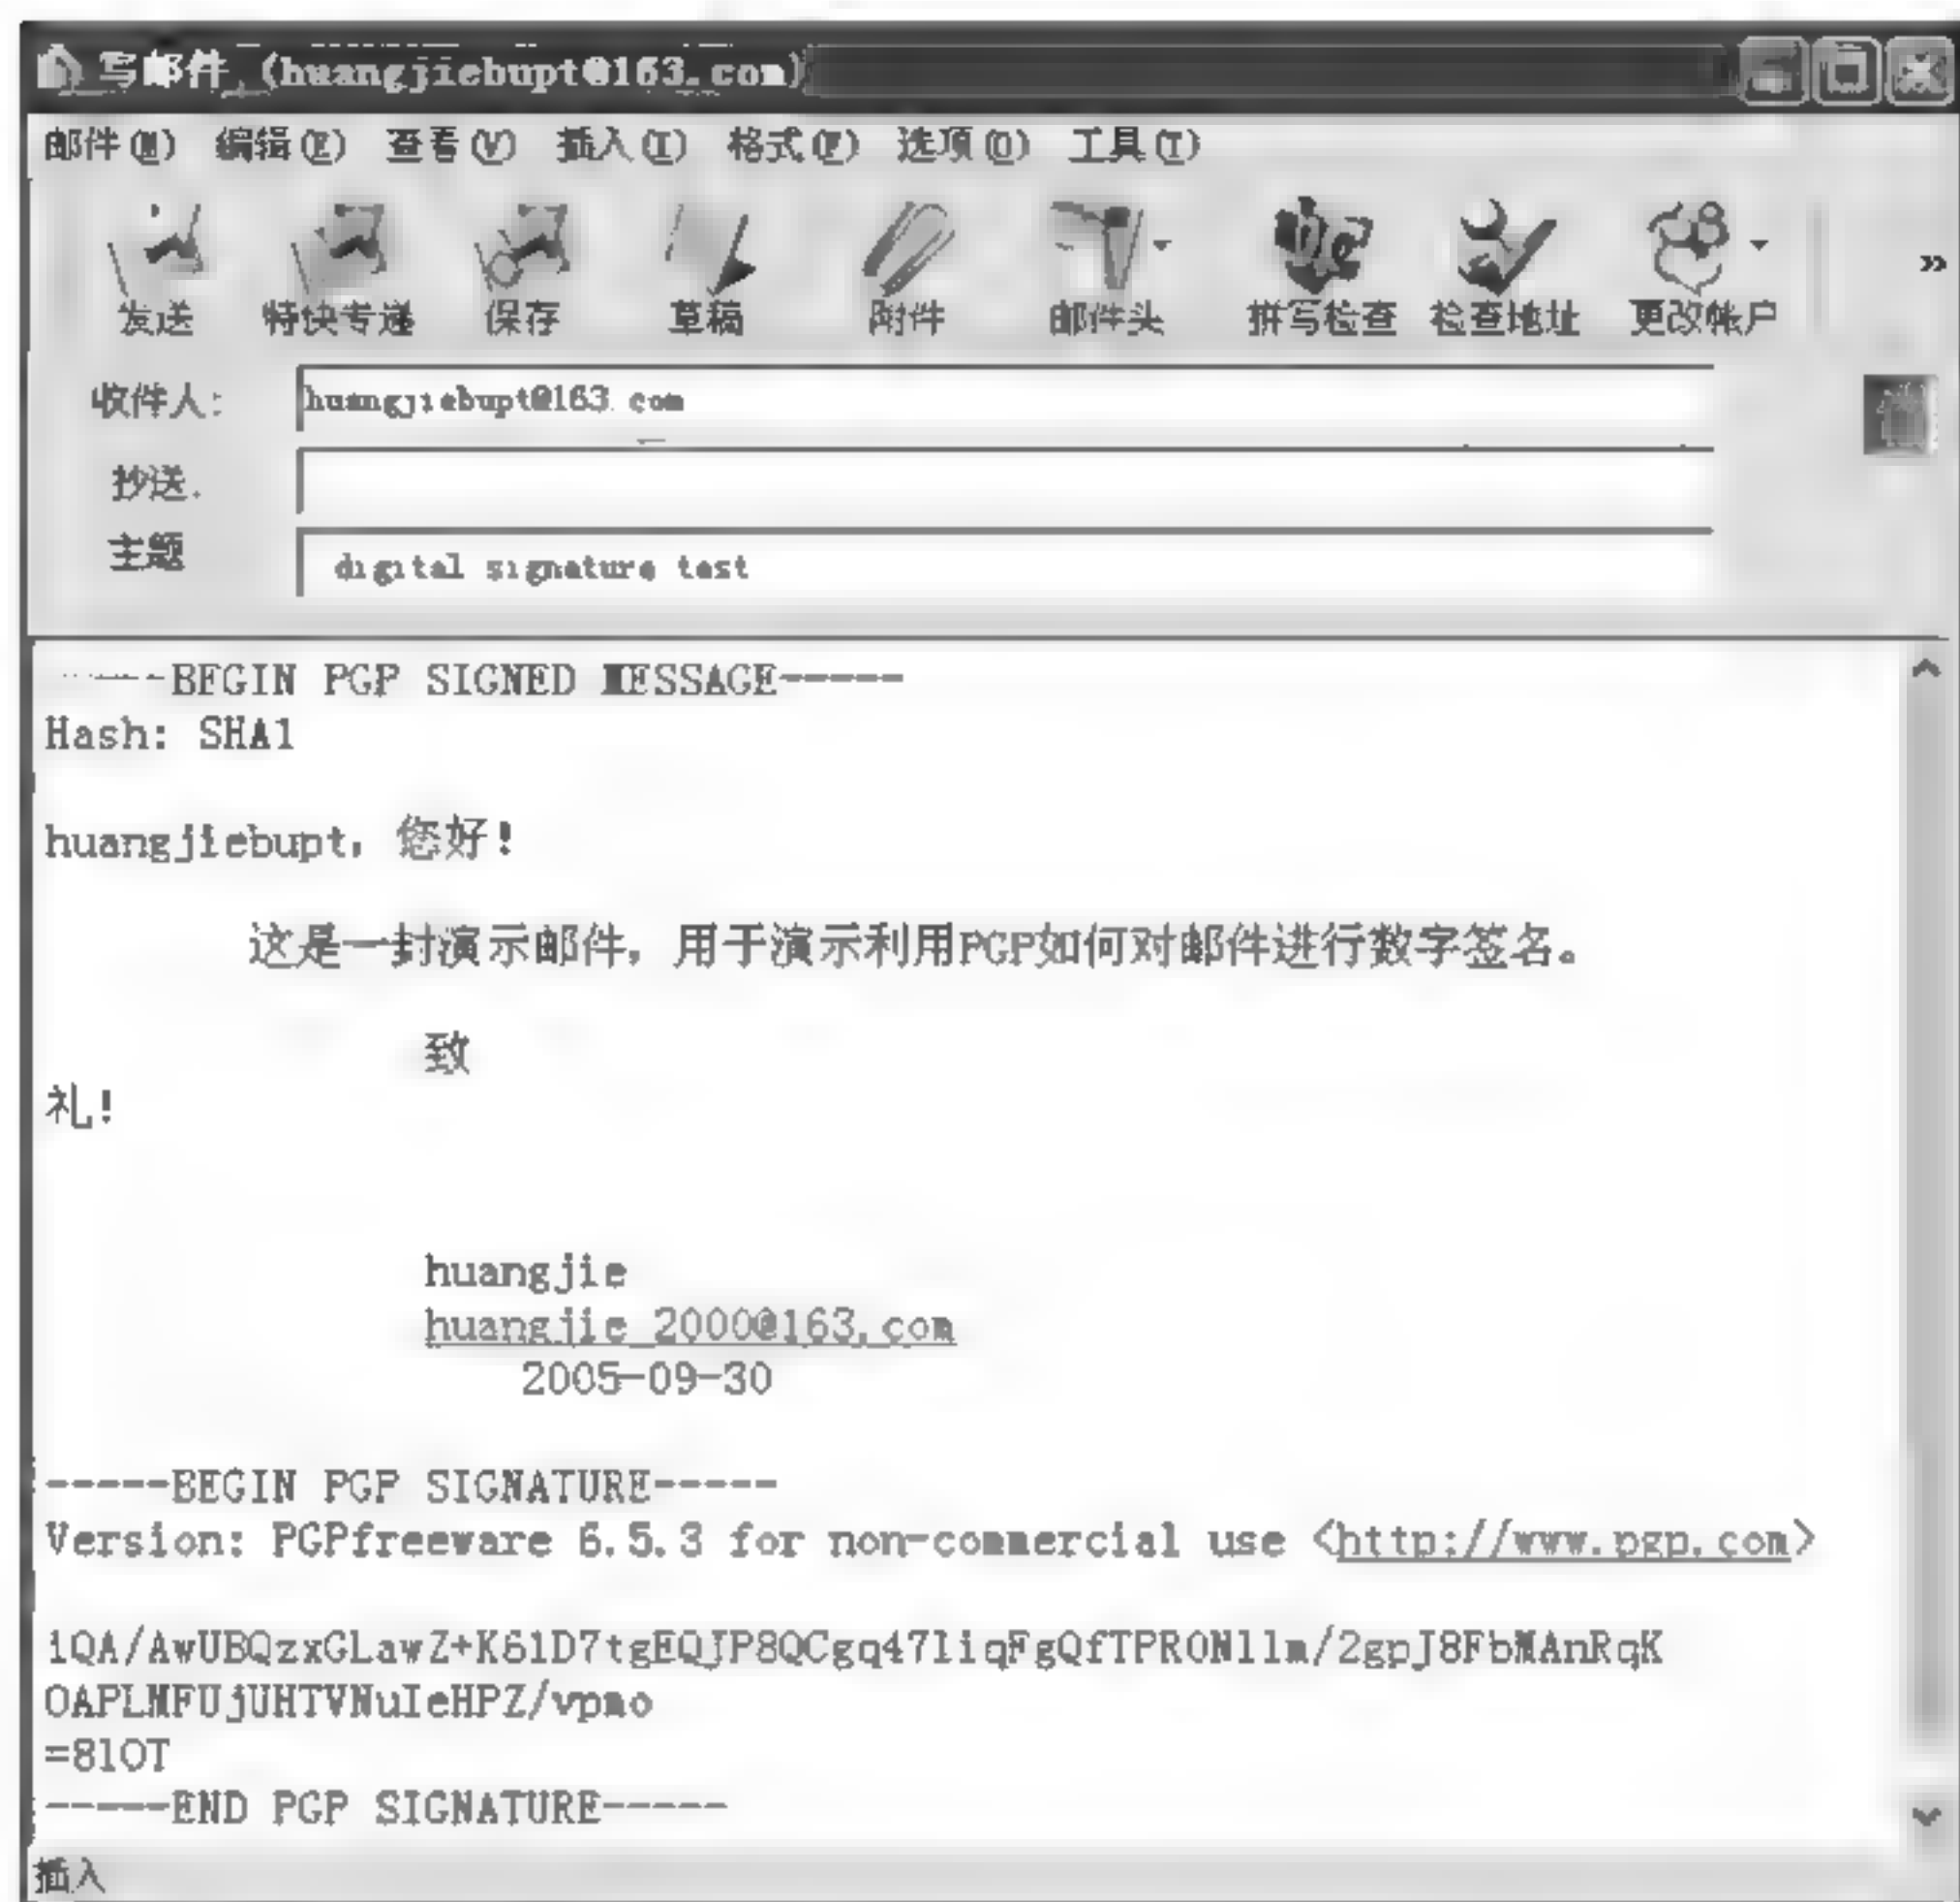 写邮件 (huangjiebupt@163.com)
邮件(M) 编辑(E) 查看(V) 插入(I) 格式(F) 选项(O) 工具(T)
发送 特快专递 保存 草稿 附件 邮件头 拼写检查 检查地址 更改帐户 »
收件人: huangjiebupt@163.com
抄送:
主题 digital signature test
-----BEGIN PGP SIGNED MESSAGE-----
Hash: SHA1
huangjiebupt，您好!
这是一封演示邮件，用于演示利用PGP如何对邮件进行数字签名。
致
礼!
huangjie
huangjie_2000@163.com
2005-09-30
-----BEGIN PGP SIGNATURE-----
Version: PGPfreeware 6.5.3 for non-commercial use <http://www.pgp.com>
iQA/AwUBQzxGLawZ+K61D7tgEQJP8QCgq47liqFgQfTPRONllm/2gpJ8FbMAnRqK
OAPLMFUjUHTVNuIeHPZ/vpmo
=81OT
-----END PGP SIGNATURE-----
插入